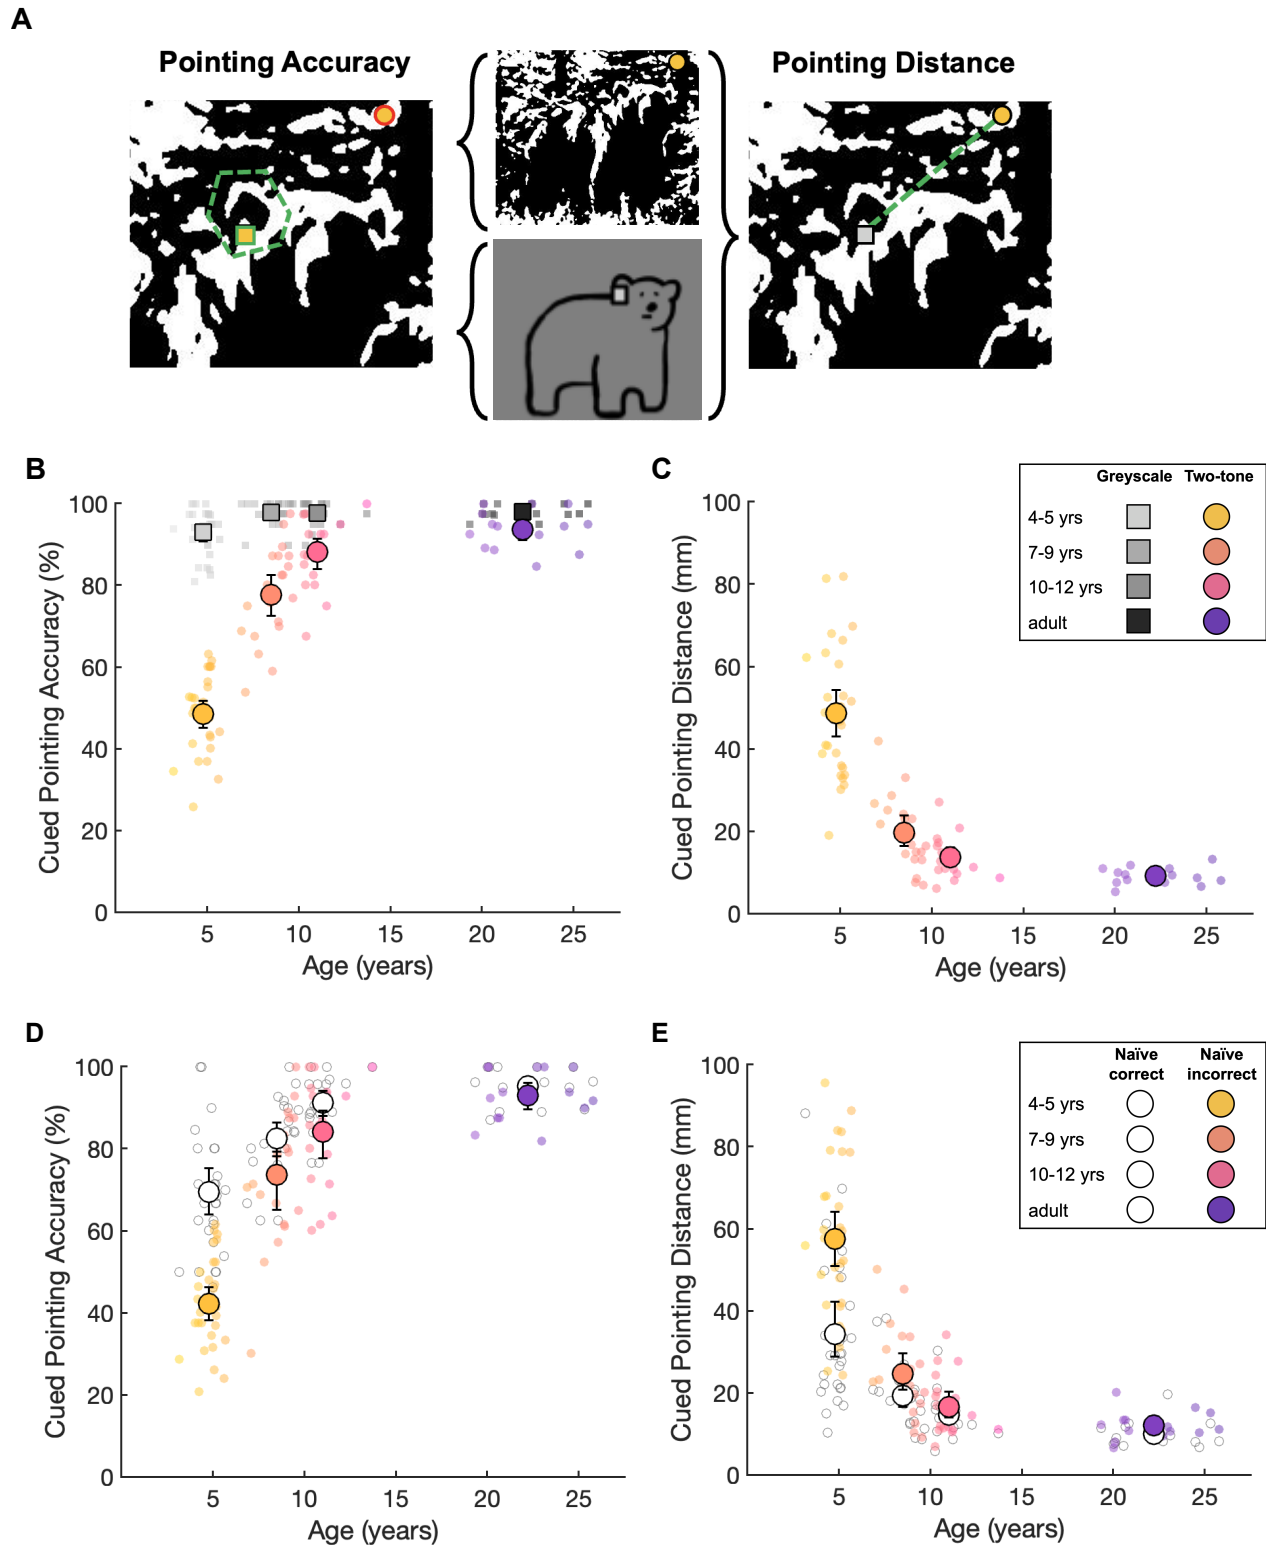 A
Pointing Accuracy
Pointing Distance
B
100
80
60
40
20
0
5
10
15
20
25
Cued Pointing Accuracy (%)
Age (years)
C
100
80
60
40
20
0
5
10
15
20
25
Cued Pointing Distance (mm)
Age (years)
Greyscale Two-tone
4-5 yrs
7-9 yrs
10-12 yrs
adult
D
100
80
60
40
20
0
5
10
15
20
25
Cued Pointing Accuracy (%)
Age (years)
E
100
80
60
40
20
0
5
10
15
20
25
Cued Pointing Distance (mm)
Age (years)
Naïve Naïve
correct incorrect
4-5 yrs
7-9 yrs
10-12 yrs
adult